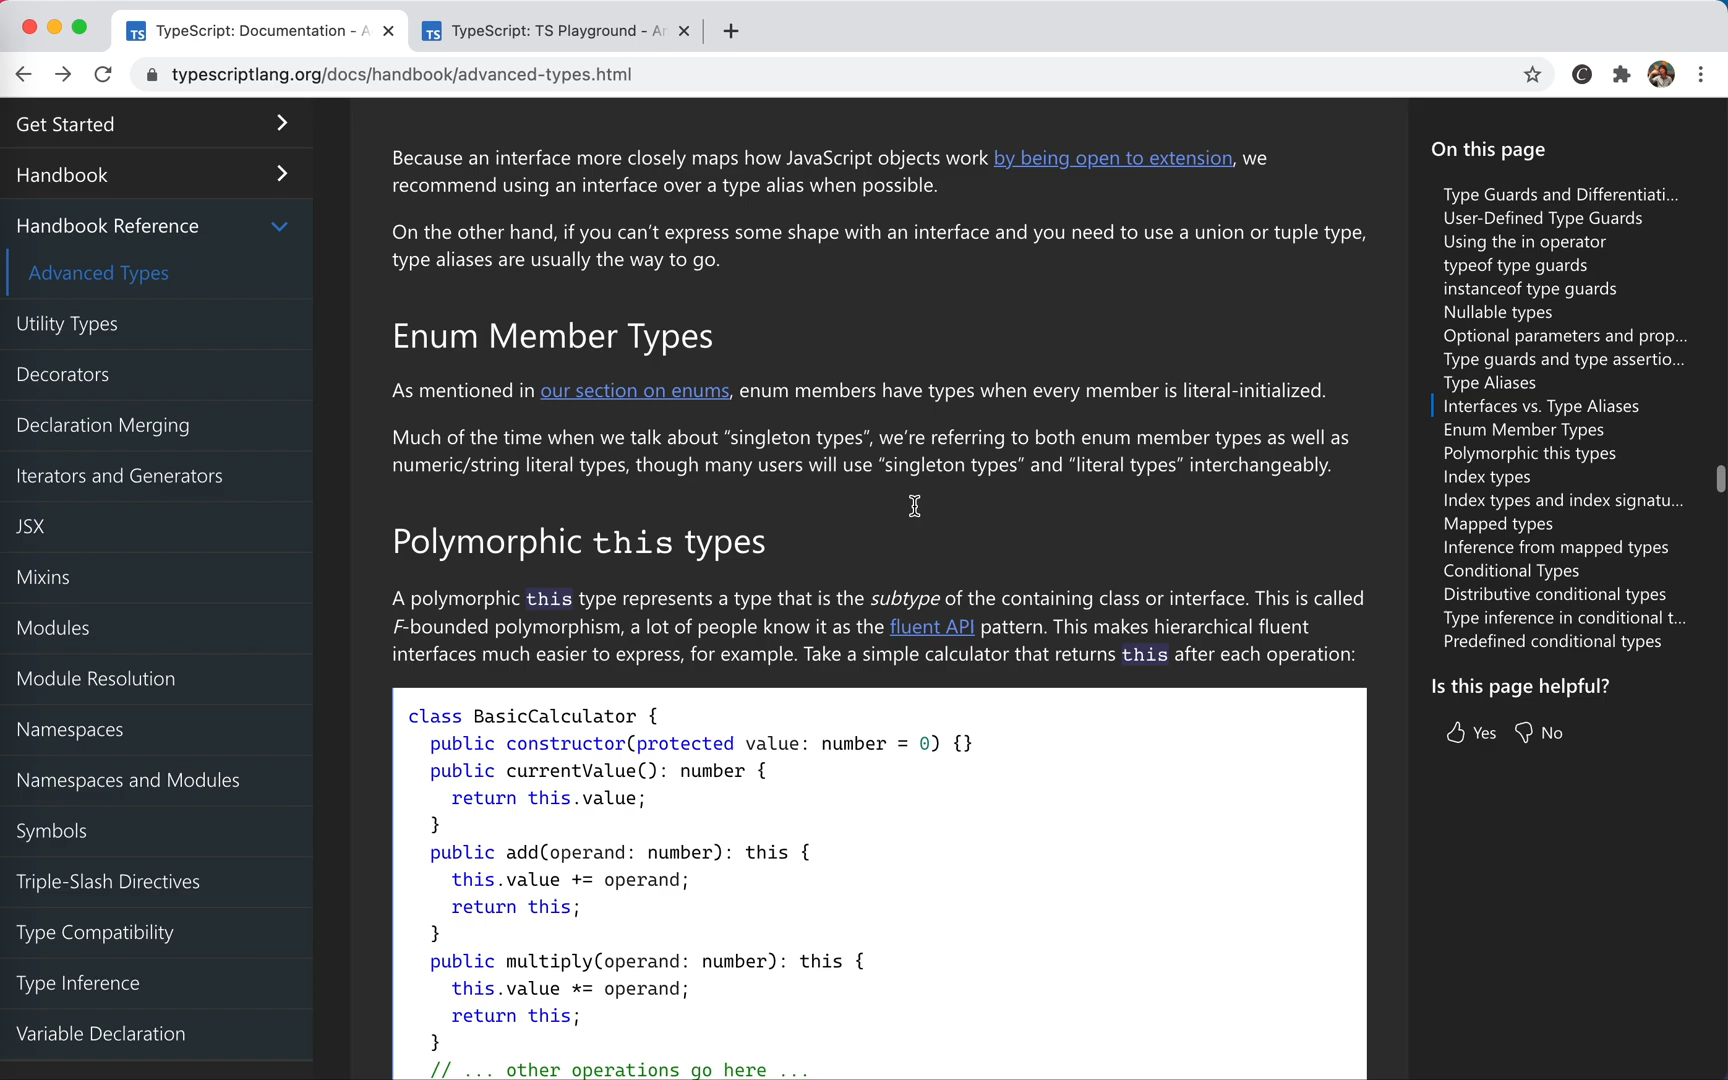 TypeScript: Documentation - A
TypeScript: TS Playground - An
typescriptlang.org/docs/handbook/advanced-types.html
Get Started
Handbook
Handbook Reference
Advanced Types
Utility Types
Decorators
Declaration Merging
Iterators and Generators
JSX
Mixins
Modules
Module Resolution
Namespaces
Namespaces and Modules
Symbols
Triple-Slash Directives
Type Compatibility
Type Inference
Variable Declaration
Because an interface more closely maps how JavaScript objects work by being open to extension, we
recommend using an interface over a type alias when possible.
On the other hand, if you can’t express some shape with an interface and you need to use a union or tuple type,
type aliases are usually the way to go.
Enum Member Types
As mentioned in our section on enums, enum members have types when every member is literal-initialized.
Much of the time when we talk about “singleton types”, we’re referring to both enum member types as well as
numeric/string literal types, though many users will use “singleton types” and “literal types” interchangeably.
Polymorphic this types
A polymorphic this type represents a type that is the subtype of the containing class or interface. This is called
F-bounded polymorphism, a lot of people know it as the fluent API pattern. This makes hierarchical fluent
interfaces much easier to express, for example. Take a simple calculator that returns this after each operation:
class BasicCalculator {
public constructor(protected value: number = 0) {}
public currentValue(): number {
return this.value;
}
public add(operand: number): this {
this.value += operand;
return this;
}
public multiply(operand: number): this {
this.value *= operand;
return this;
}
// ... other operations go here ...
On this page
Type Guards and Differentiati...
User-Defined Type Guards
Using the in operator
typeof type guards
instanceof type guards
Nullable types
Optional parameters and prop...
Type guards and type assertio...
Type Aliases
Interfaces vs. Type Aliases
Enum Member Types
Polymorphic this types
Index types
Index types and index signatu...
Mapped types
Inference from mapped types
Conditional Types
Distributive conditional types
Type inference in conditional t...
Predefined conditional types
Is this page helpful?
Yes No